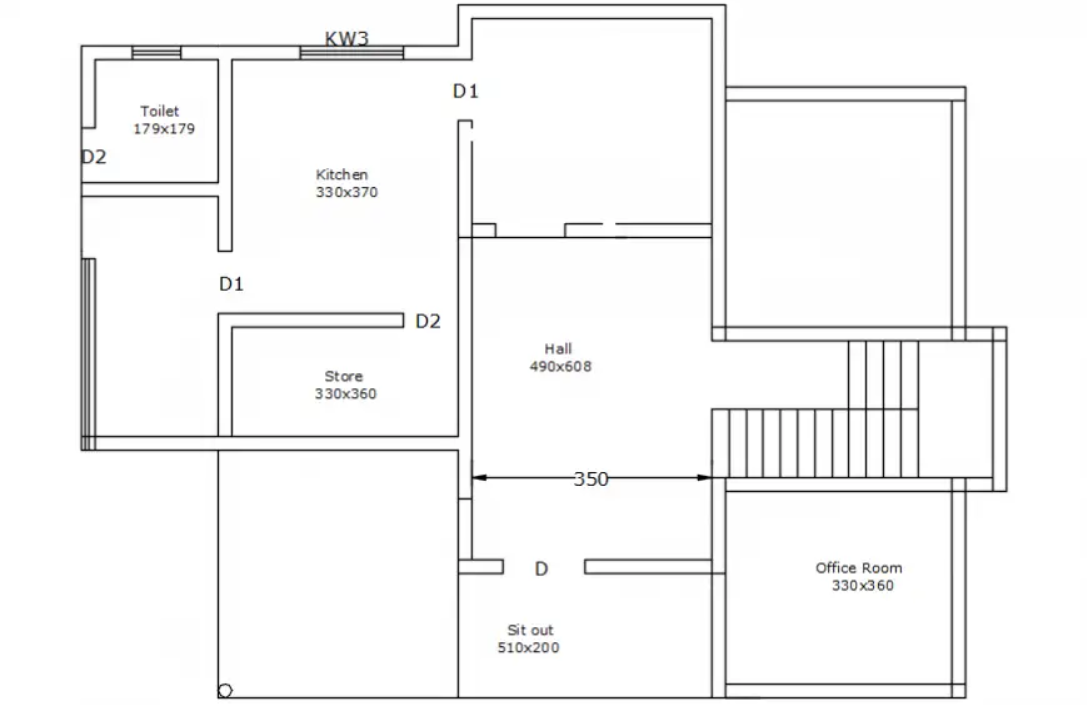 KW3
D1
Toilet
179x179
D2
Kitchen
330x370
D1
D2
Hall
490x608
Store
330x360
350
D
Office Room
330x360
Sit out
510x200